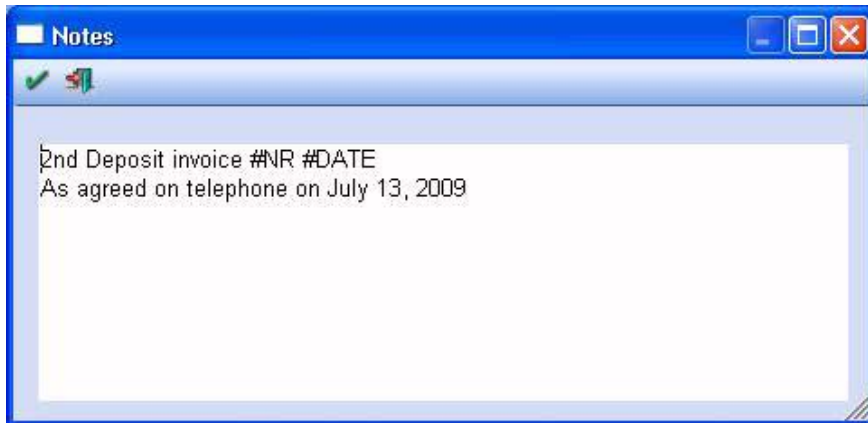 Notes
2nd Deposit invoice #NR #DATE
As agreed on telephone on July 13, 2009